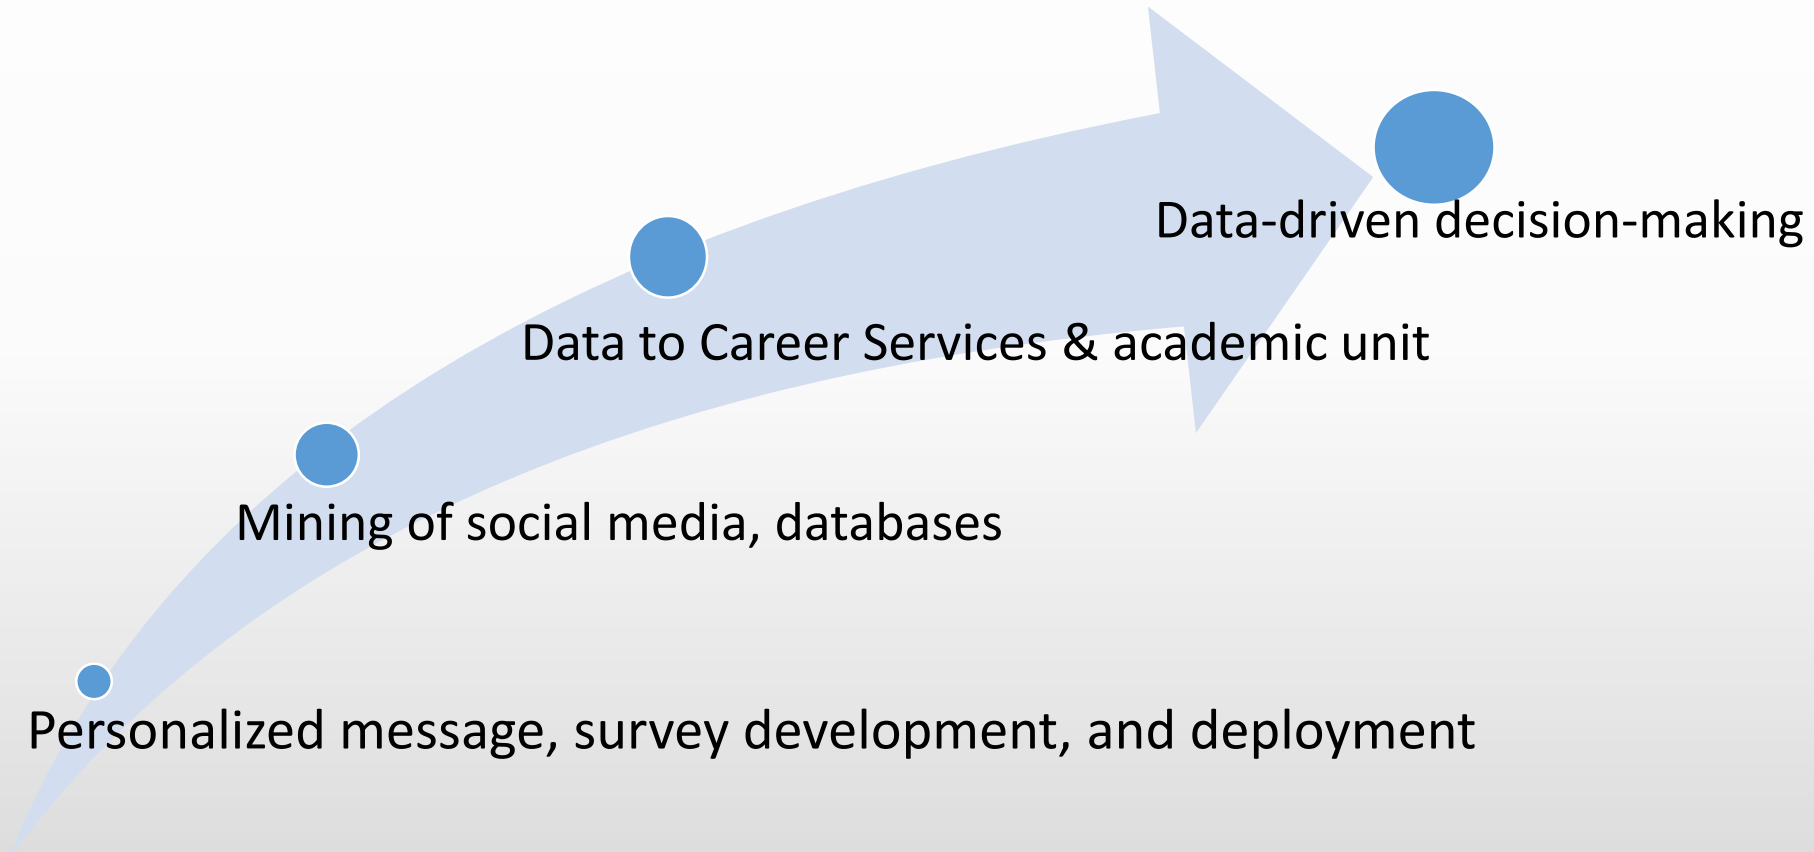 Data-driven decision-making
Data to Career Services & academic unit
Mining of social media, databases
Personalized message, survey development, and deployment